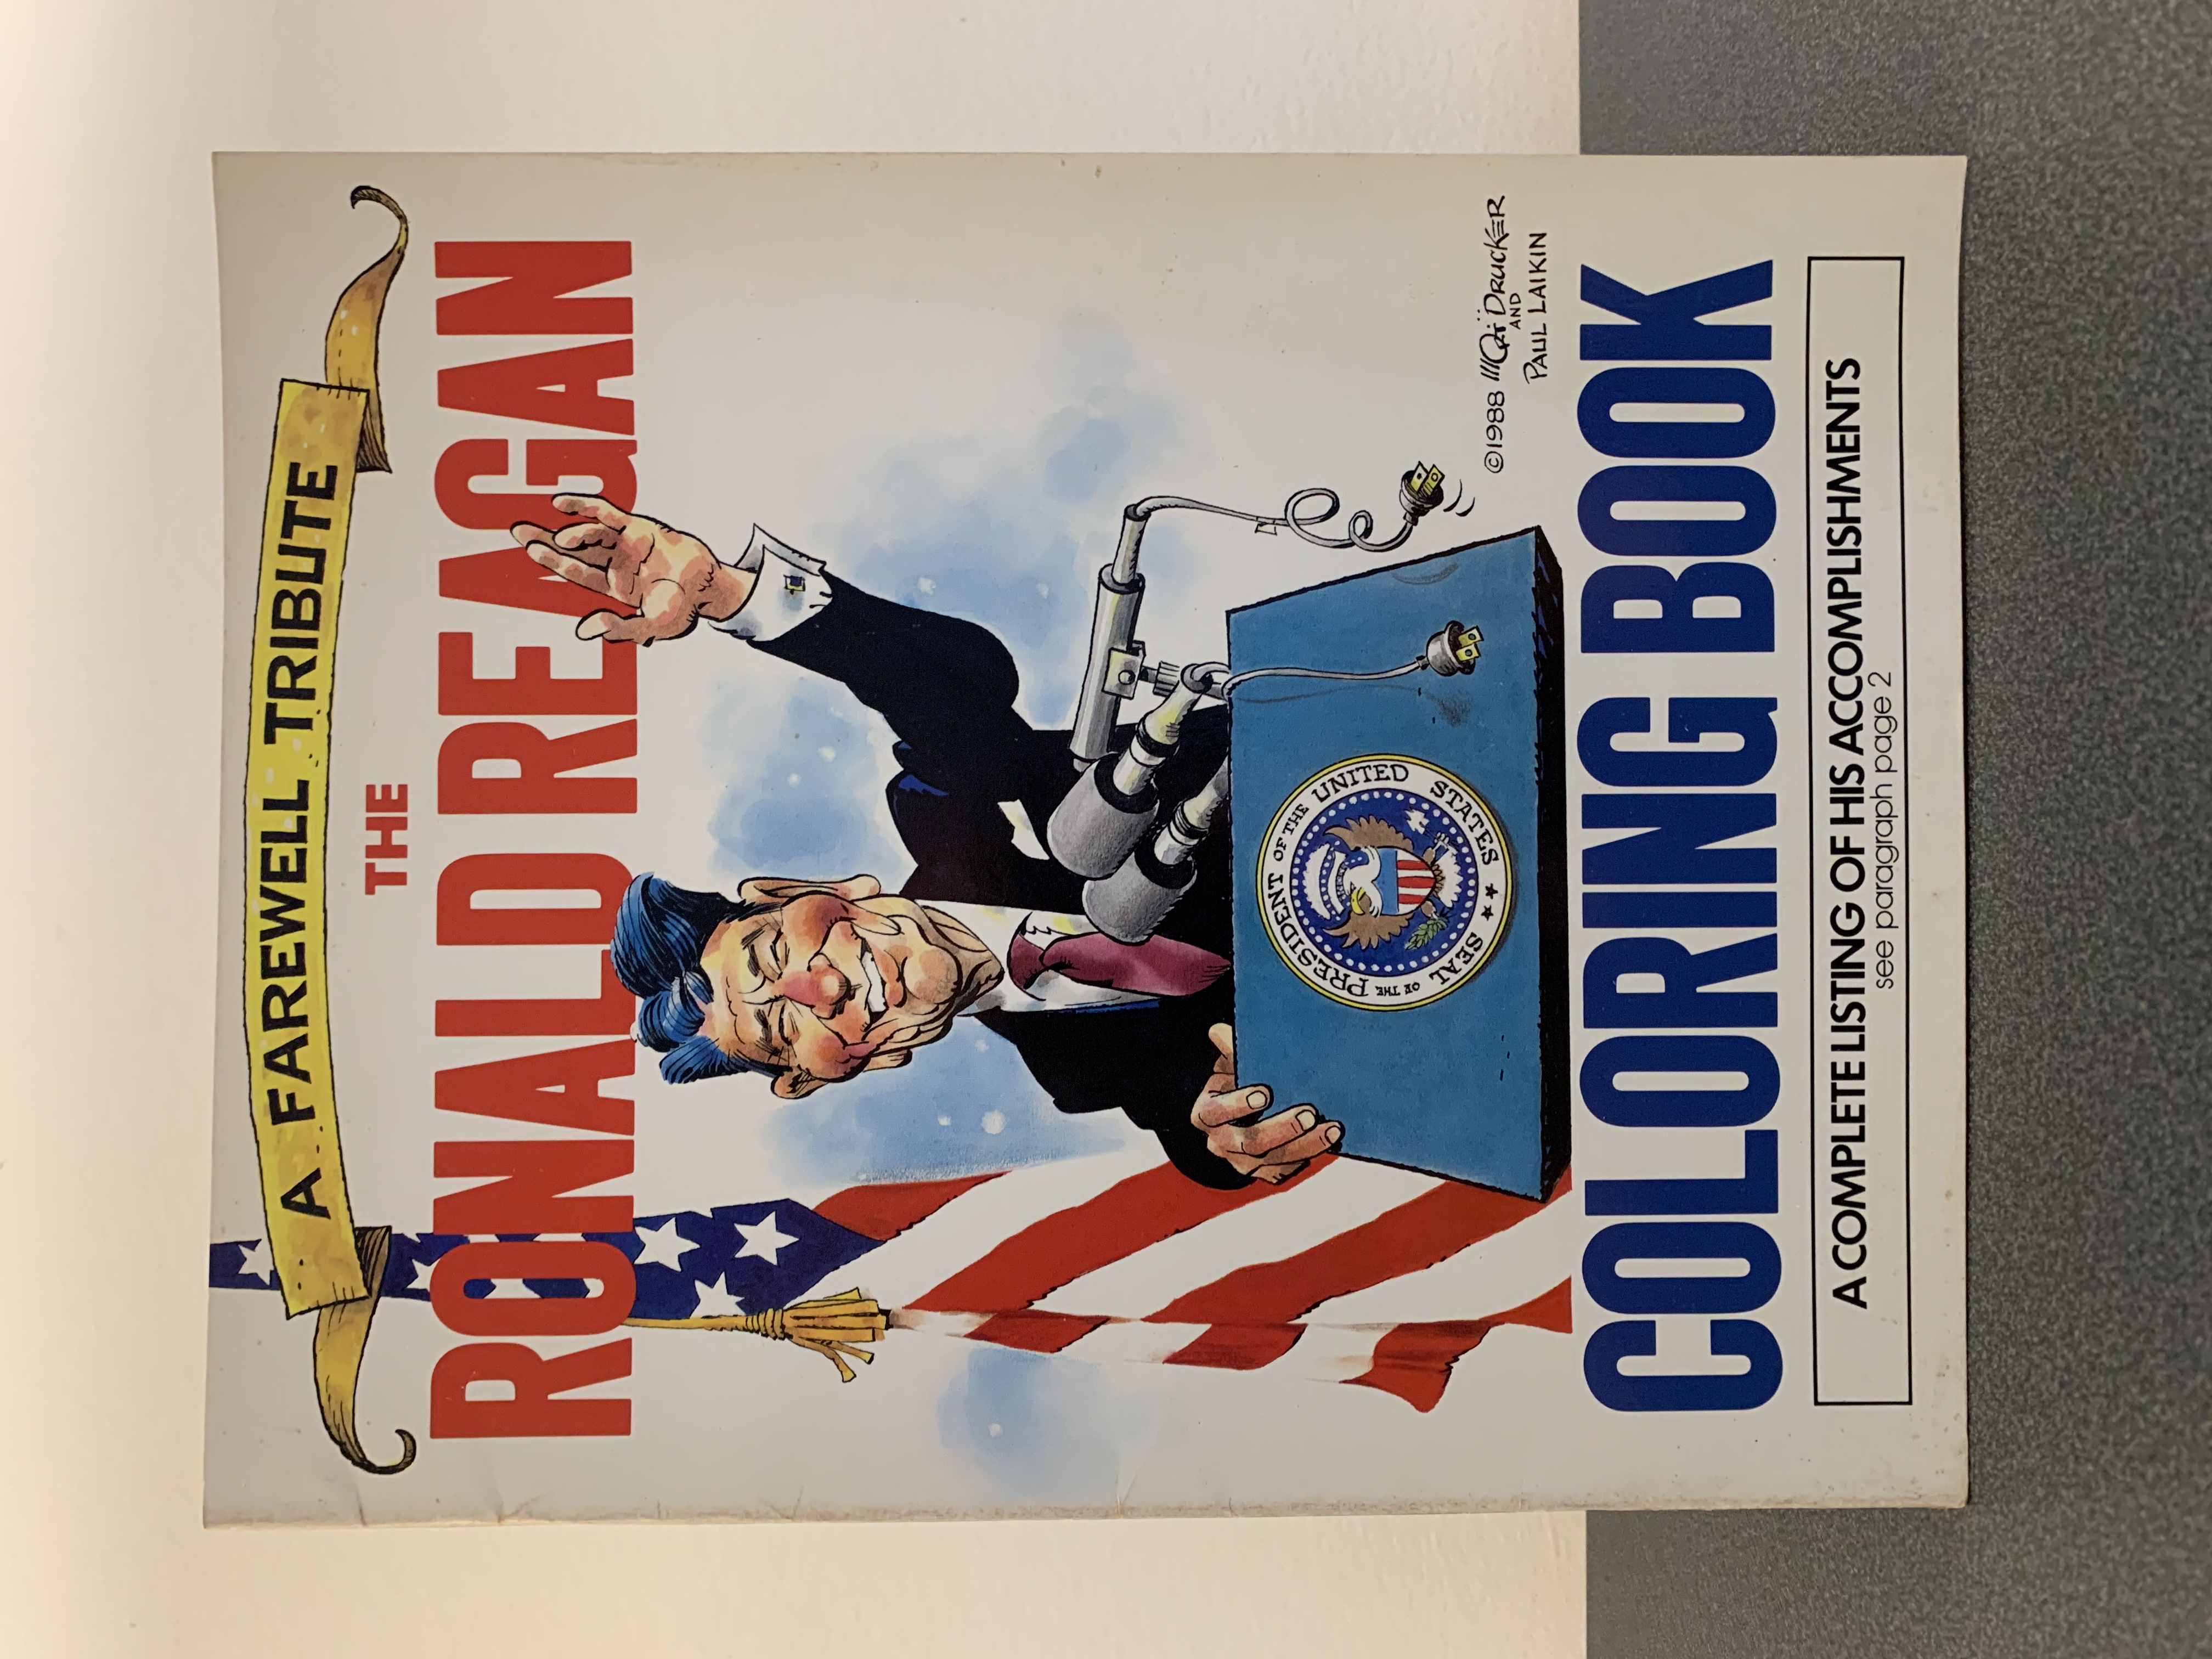 A FAREWELL TRIBUTE
THE
RONALD REAGAN
SEAL OF THE PRESIDENT OF THE UNITED STATES
©1988 Mort Drucker
AND
PAUL LAIKIN
COLORING BOOK
A COMPLETE LISTING OF HIS ACCOMPLISHMENTS
see paragraph page 2